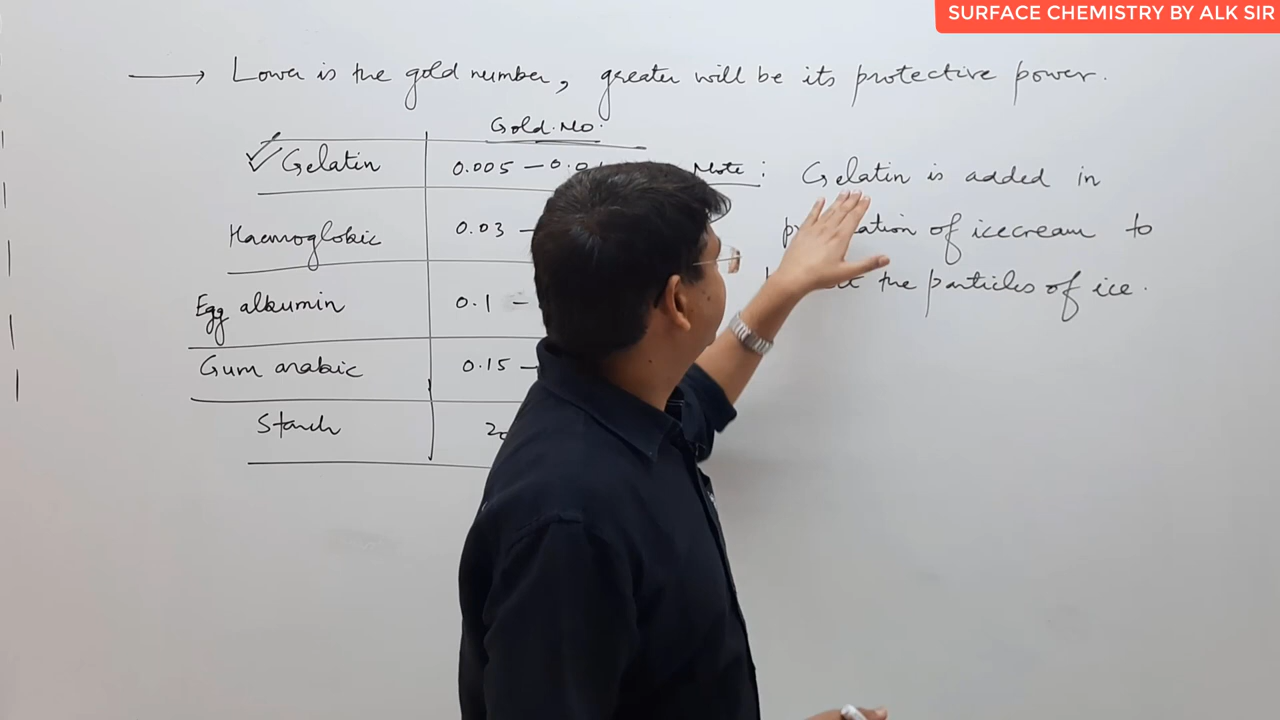 SURFACE CHEMISTRY BY ALK SIR
→ Lower is the gold number, greater will be its protective power.
Gold.No.
✓ Gelatin 0.005 –
Haemoglobic 0.03 –
Egg albumin 0.1 –
Gum arabic 0.15 –
Starch
Note : Gelatin is added in
of icecream to
the particles of ice.